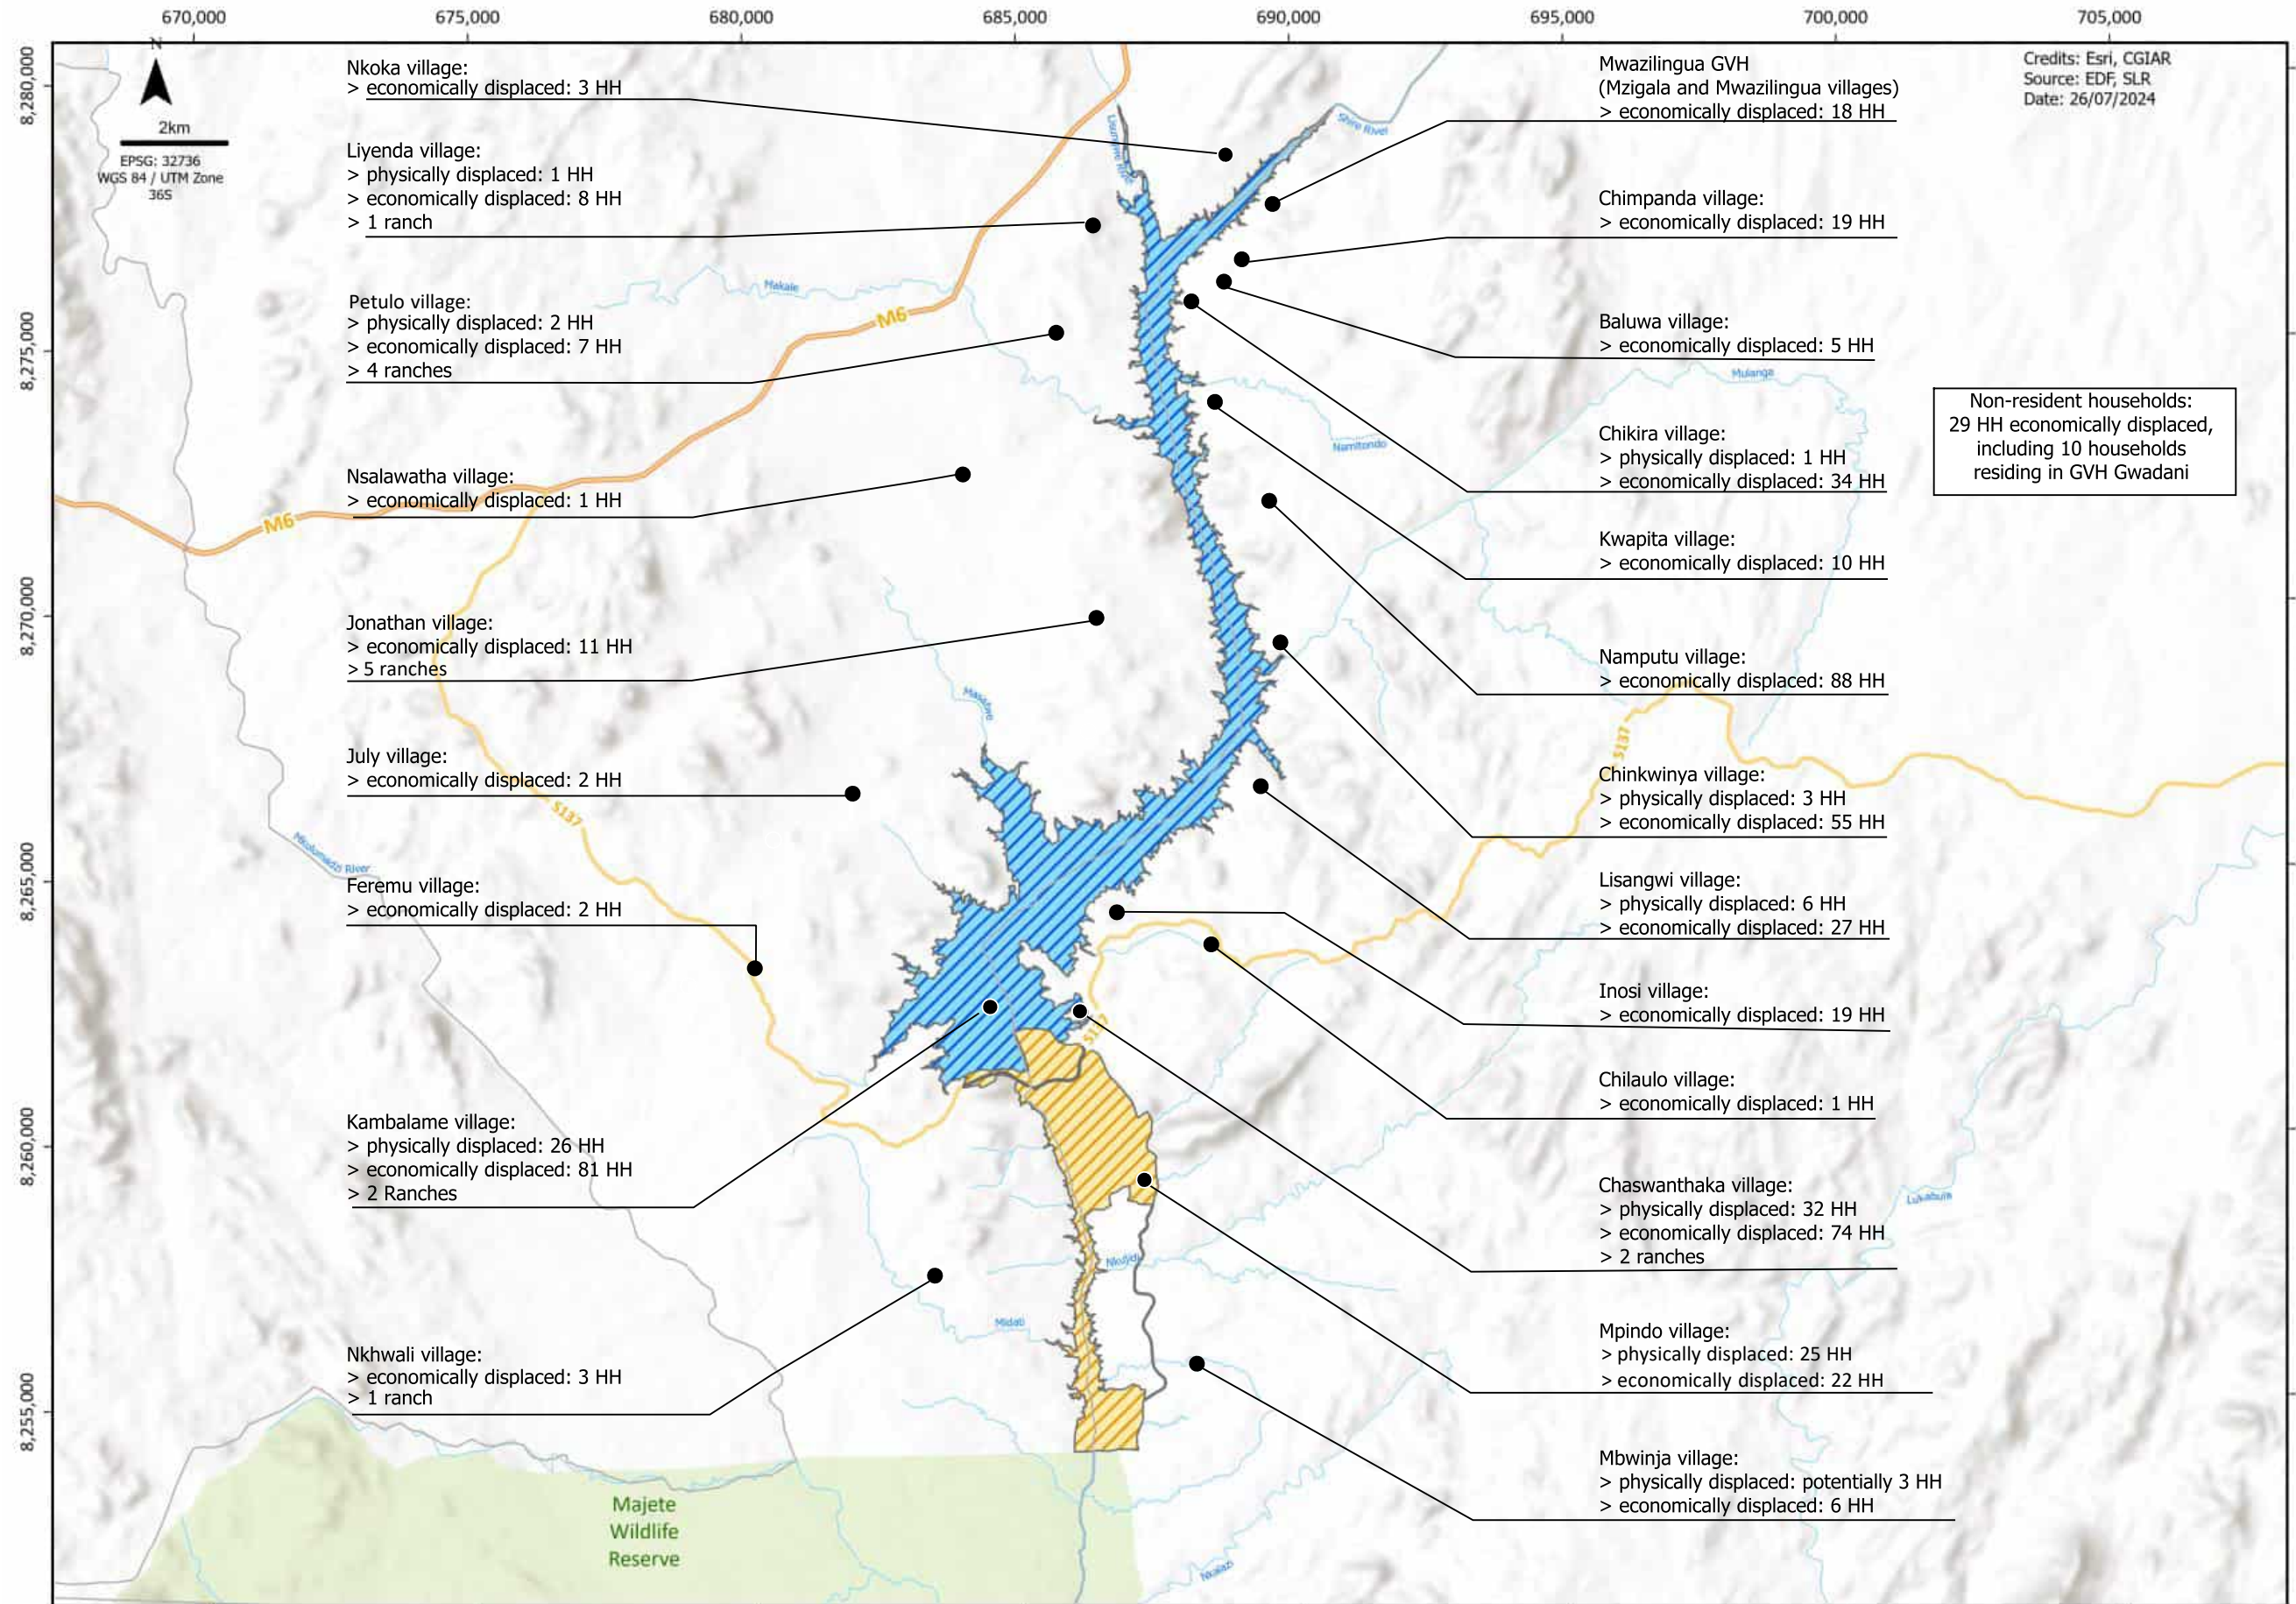 670,000
675,000
680,000
685,000
690,000
695,000
700,000
705,000
8,280,000
8,275,000
8,270,000
8,265,000
8,260,000
8,255,000
N
2km
EPSG: 32736
WGS 84 / UTM Zone
36S
Credits: Esri, CGIAR
Source: EDF, SLR
Date: 26/07/2024
Nkoka village:
> economically displaced: 3 HH
Liyenda village:
> physically displaced: 1 HH
> economically displaced: 8 HH
> 1 ranch
Petulo village:
> physically displaced: 2 HH
> economically displaced: 7 HH
> 4 ranches
Nsalawatha village:
> economically displaced: 1 HH
Jonathan village:
> economically displaced: 11 HH
> 5 ranches
July village:
> economically displaced: 2 HH
Feremu village:
> economically displaced: 2 HH
Kambalame village:
> physically displaced: 26 HH
> economically displaced: 81 HH
> 2 Ranches
Nkhwali village:
> economically displaced: 3 HH
> 1 ranch
Mwazilingua GVH
(Mzigala and Mwazilingua villages)
> economically displaced: 18 HH
Chimpanda village:
> economically displaced: 19 HH
Baluwa village:
> economically displaced: 5 HH
Chikira village:
> physically displaced: 1 HH
> economically displaced: 34 HH
Kwapita village:
> economically displaced: 10 HH
Namputu village:
> economically displaced: 88 HH
Chinkwinya village:
> physically displaced: 3 HH
> economically displaced: 55 HH
Lisangwi village:
> physically displaced: 6 HH
> economically displaced: 27 HH
Inosi village:
> economically displaced: 19 HH
Chilaulo village:
> economically displaced: 1 HH
Chaswanthaka village:
> physically displaced: 32 HH
> economically displaced: 74 HH
> 2 ranches
Mpindo village:
> physically displaced: 25 HH
> economically displaced: 22 HH
Mbwinja village:
> physically displaced: potentially 3 HH
> economically displaced: 6 HH
Non-resident households:
29 HH economically displaced,
including 10 households
residing in GVH Gwadani
Shire River
Makale
M6
M6
Mulanga
Namitondo
S137
S137
S137
Mkulumadzi River
Nkujidi
Midati
Nkalazi
Majete
Wildlife
Reserve